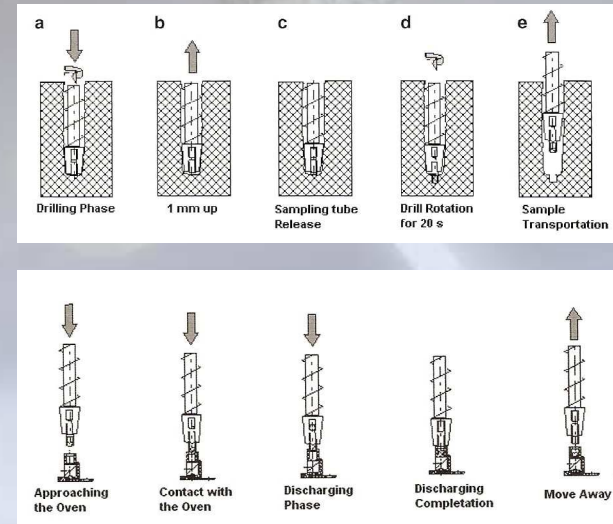 a
b
c
d
e
Drilling Phase
1 mm up
Sampling tube
Release
Drill Rotation
for 20 s
Sample
Transportation
Approaching
the Oven
Contact with
the Oven
Discharging
Phase
Discharging
Completation
Move Away